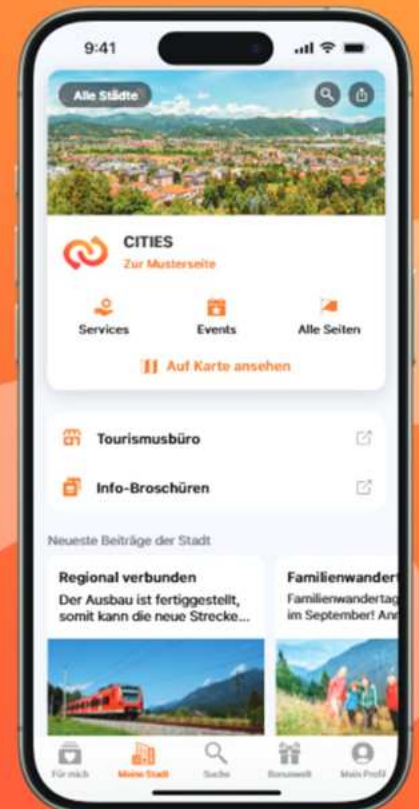 9:41
Alle Städte
CITIES
Zur Musterseite
Services
Events
Alle Seiten
Auf Karte ansehen
Tourismusbüro
Info-Broschüren
Neueste Beiträge der Stadt
Regional verbunden
Der Ausbau ist fertiggestellt,
somit kann die neue Strecke...
Familienwander
Familienwandertag
im September! An
Für mich
Meine Stadt
Suche
Bonuswelt
Mein Profil